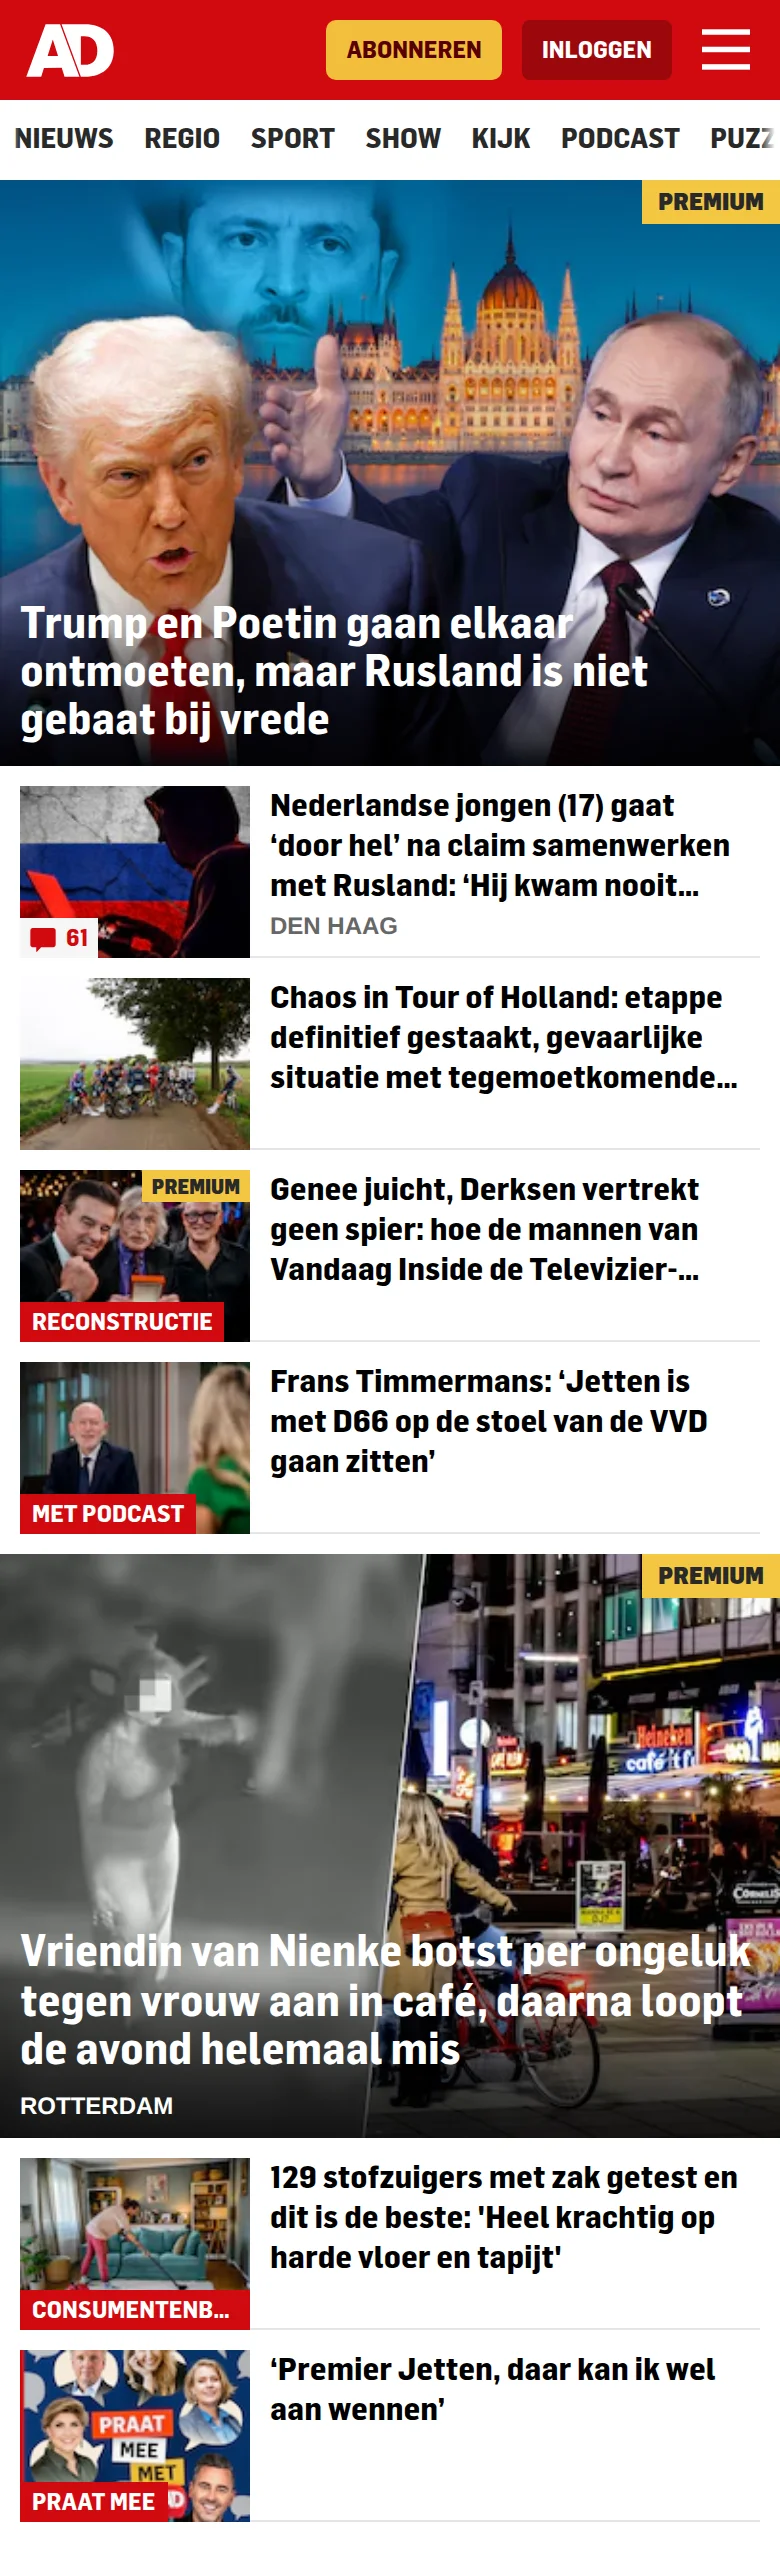 AD
ABONNEREN
INLOGGEN
NIEUWS REGIO SPORT SHOW KIJK PODCAST PUZZ
PREMIUM
Trump en Poetin gaan elkaar
ontmoeten, maar Rusland is niet
gebaat bij vrede
Nederlandse jongen (17) gaat
‘door hel’ na claim samenwerken
met Rusland: ‘Hij kwam nooit...
DEN HAAG
61
Chaos in Tour of Holland: etappe
definitief gestaakt, gevaarlijke
situatie met tegemoetkomende...
PREMIUM
RECONSTRUCTIE
Genee juicht, Derksen vertrekt
geen spier: hoe de mannen van
Vandaag Inside de Televizier-...
MET PODCAST
Frans Timmermans: ‘Jetten is
met D66 op de stoel van de VVD
gaan zitten’
PREMIUM
Heineken
café
CORNELIS
Vriendin van Nienke botst per ongeluk
tegen vrouw aan in café, daarna loopt
de avond helemaal mis
ROTTERDAM
CONSUMENTENB...
129 stofzuigers met zak getest en
dit is de beste: 'Heel krachtig op
harde vloer en tapijt'
PRAAT
MEE
MET
PRAAT MEE
‘Premier Jetten, daar kan ik wel
aan wennen’